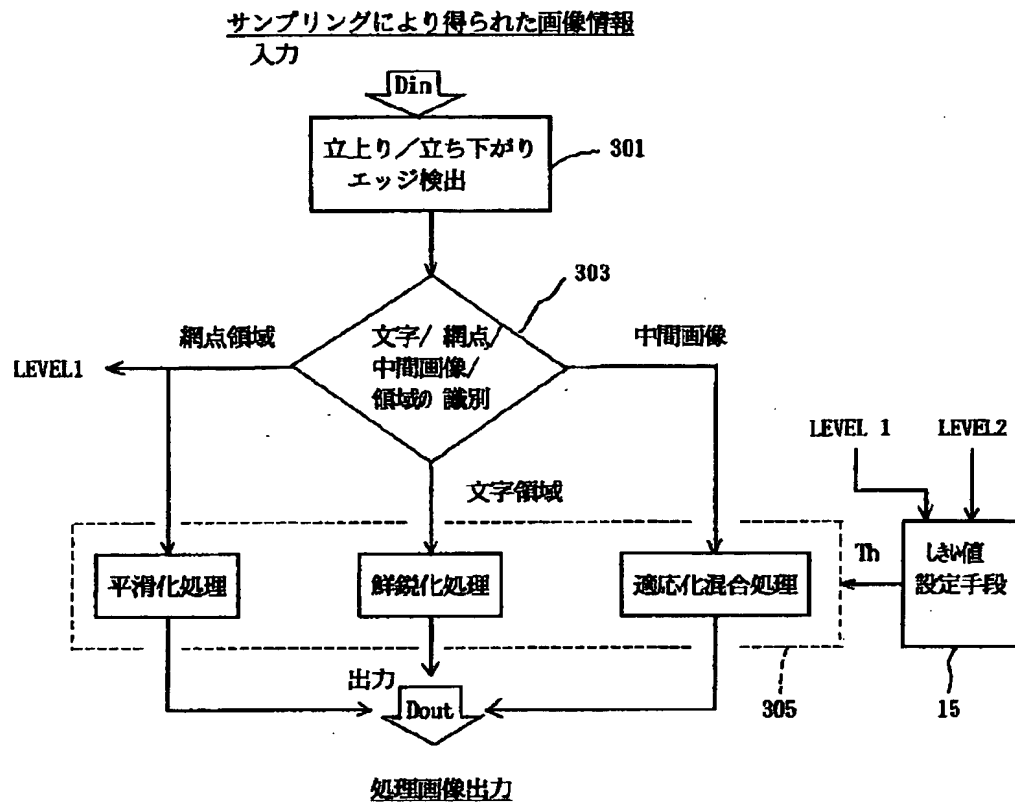 サンプリングにより得られた画像情報
入力
Din
立上り／立ち下がり
エッジ検出
301
303
網点領域
文字/ 網点/
中間画像/
領域の 識別
中間画像
LEVEL1
LEVEL 1
LEVEL2
文字領域
平滑化処理
鮮鋭化処理
適応化混合処理
Th
しきい値
設定手段
出力
Dout
305
15
処理画像出力